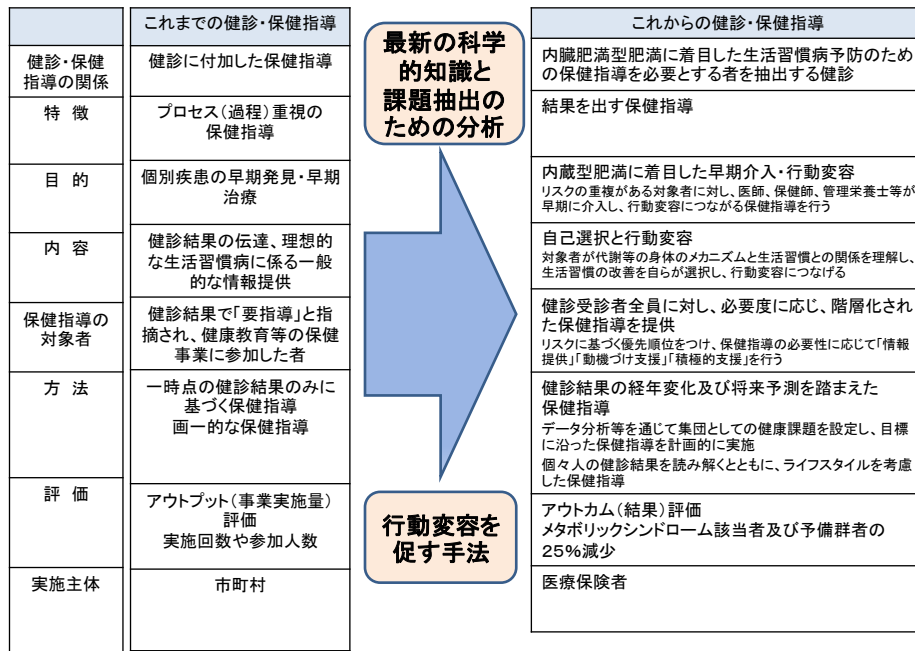 これまでの健診・保健指導
最新の科学
的知識と
課題抽出の
ための分析
これからの健診・保健指導
健診・保健
指導の関係
健診に付加した保健指導
内臓肥満型肥満に着目した生活習慣病予防のため
の保健指導を必要とする者を抽出する健診
特 徴
プロセス(過程)重視の
保健指導
結果を出す保健指導
目 的
個別疾患の早期発見・早期
治療
内蔵型肥満に着目した早期介入・行動変容
リスクの重複がある対象者に対し、医師、保健師、管理栄養士等が
早期に介入し、行動変容につながる保健指導を行う
内 容
健診結果の伝達、理想的
な生活習慣病に係る一般
的な情報提供
自己選択と行動変容
対象者が代謝等の身体のメカニズムと生活習慣との関係を理解し、
生活習慣の改善を自らが選択し、行動変容につなげる
保健指導の
対象者
健診結果で「要指導」と指
摘され、健康教育等の保健
事業に参加した者
健診受診者全員に対し、必要度に応じ、階層化され
た保健指導を提供
リスクに基づく優先順位をつけ、保健指導の必要性に応じて「情報
提供」「動機づけ支援」「積極的支援」を行う
方 法
一時点の健診結果のみに
基づく保健指導
画一的な保健指導
健診結果の経年変化及び将来予測を踏まえた
保健指導
データ分析等を通じて集団としての健康課題を設定し、目標
に沿った保健指導を計画的に実施
個々人の健診結果を読み解くとともに、ライフスタイルを考慮
した保健指導
評 価
アウトプット(事業実施量)
評価
実施回数や参加人数
行動変容を
促す手法
アウトカム(結果)評価
メタボリックシンドローム該当者及び予備群者の
25%減少
実施主体
市町村
医療保険者